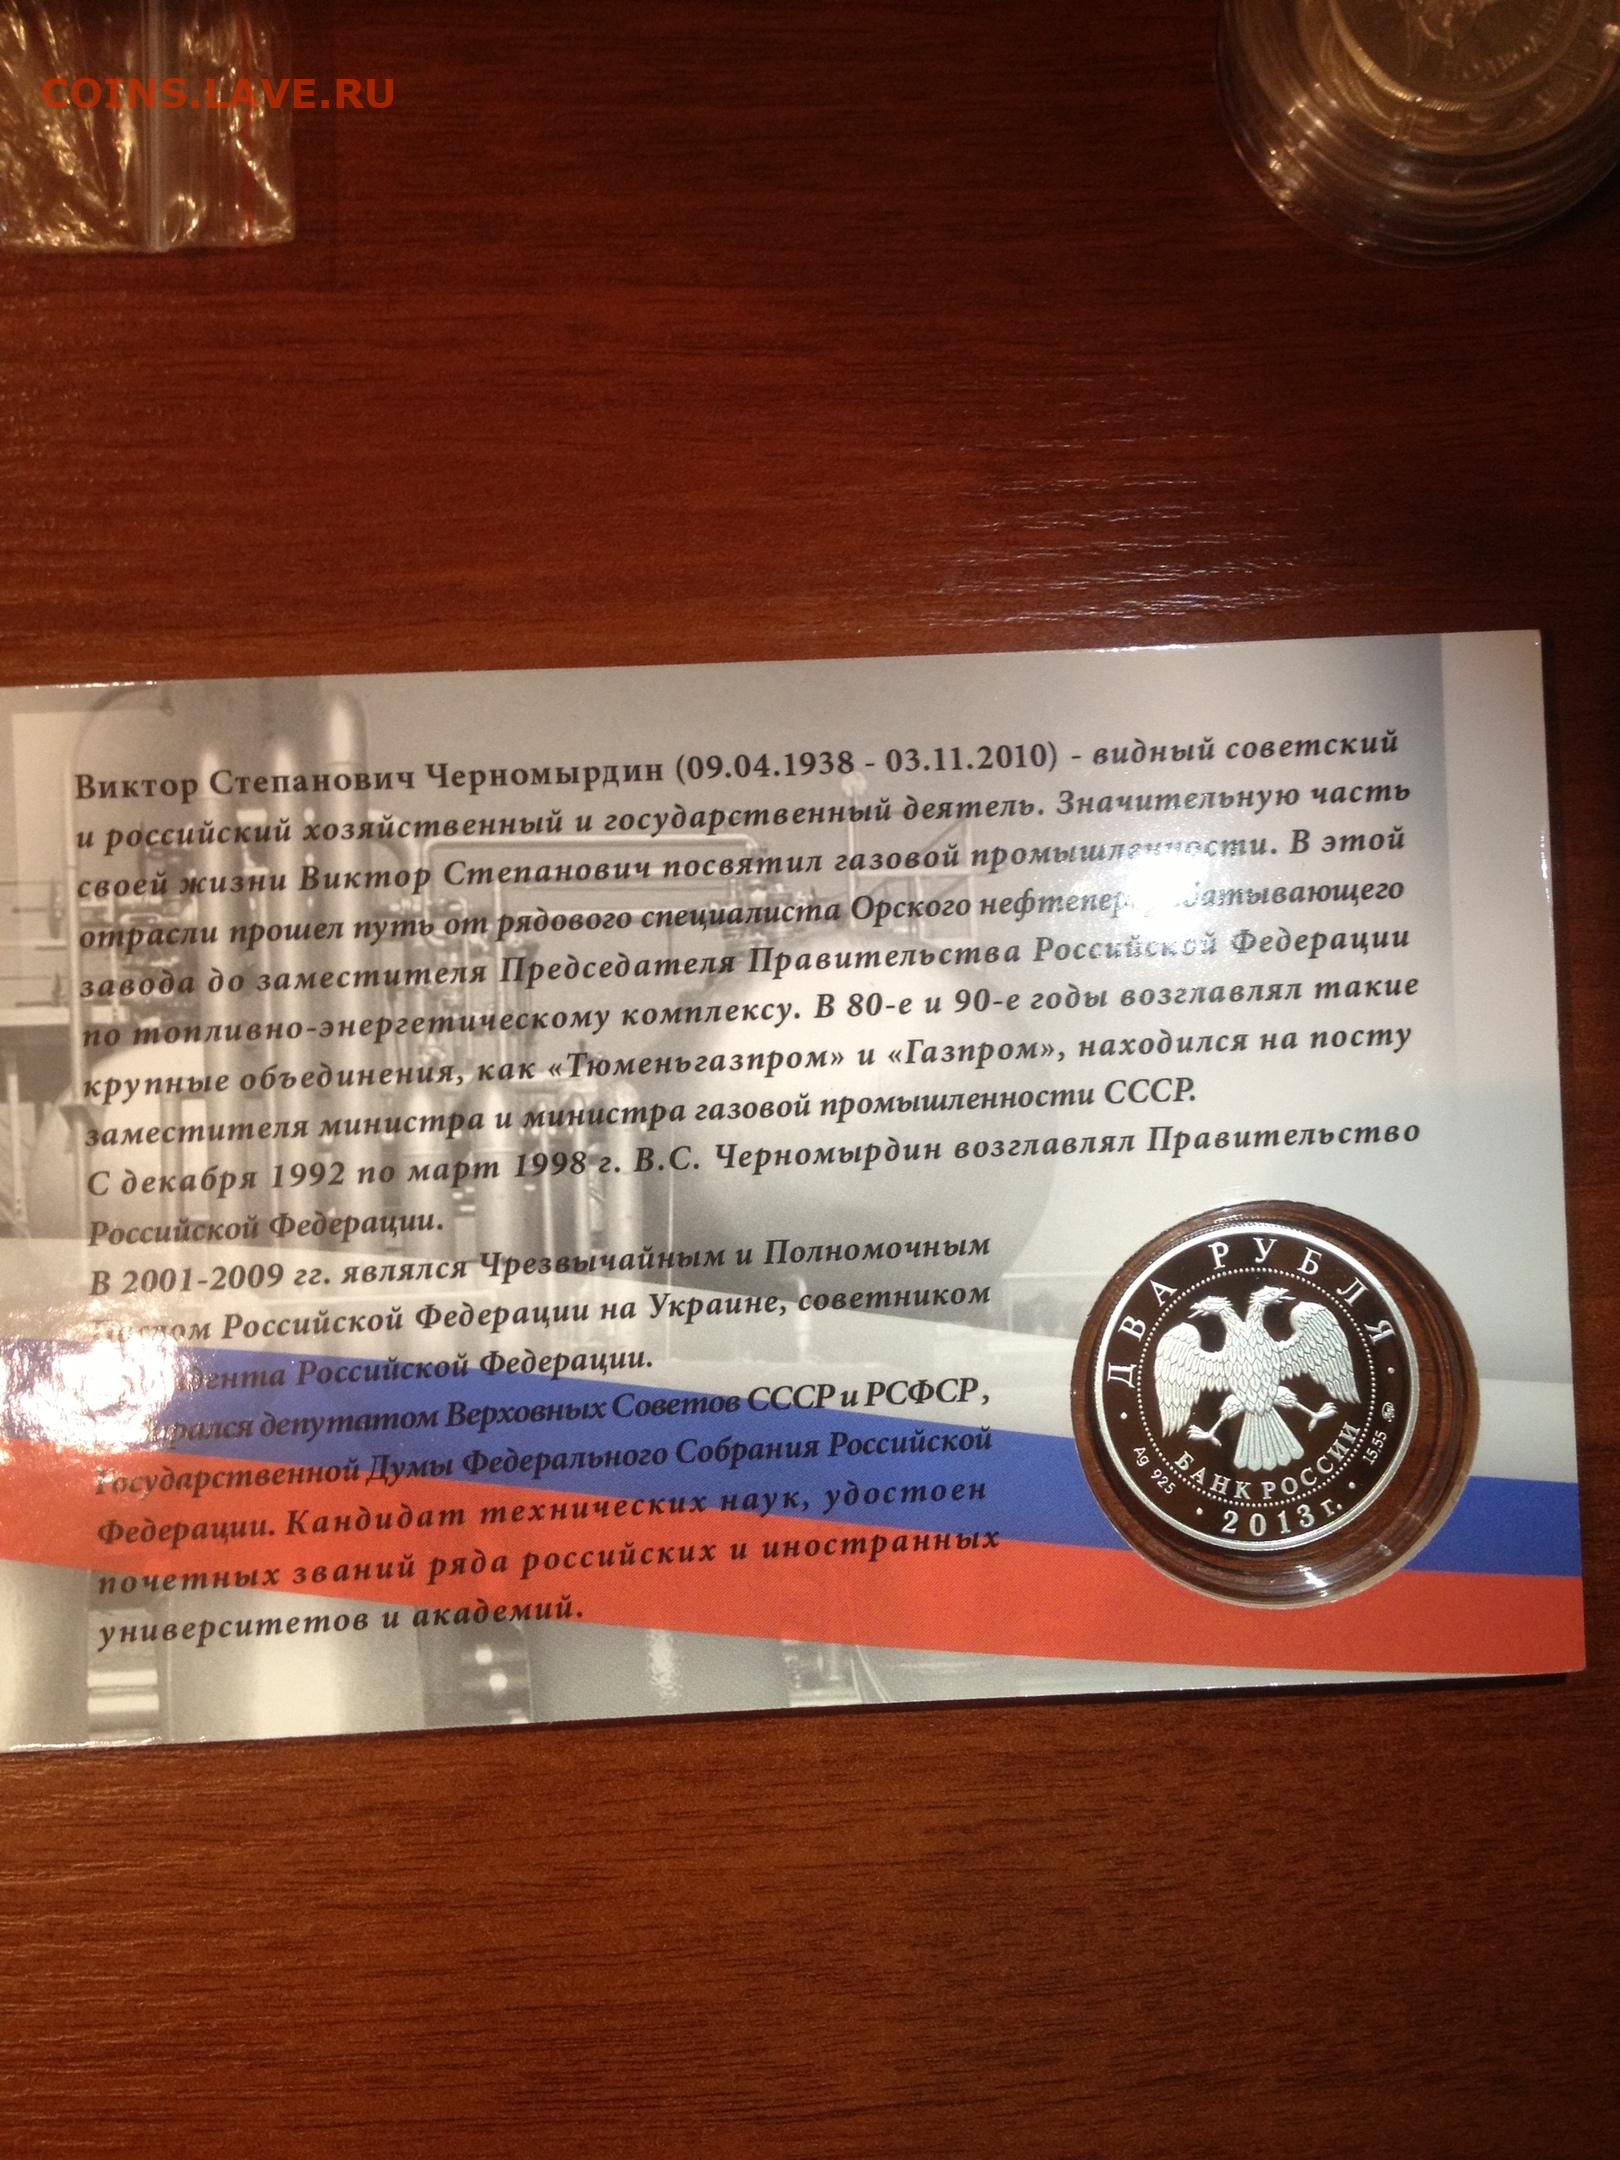 COINS.LAVE.RU
Виктор Степанович Черномырдин (09.04.1938 - 03.11.2010) - видный советский
и российский хозяйственный и государственный деятель. Значительную часть
своей жизни Виктор Степанович посвятил газовой промышленности. В этой
отрасли прошел путь от рядового специалиста Орского нефтеперерабатывающего
завода до заместителя Председателя Правительства Российской Федерации
по топливно-энергетическому комплексу. В 80-е и 90-е годы возглавлял такие
крупные объединения, как «Тюменьгазпром» и «Газпром», находился на посту
заместителя министра и министра газовой промышленности СССР.
С декабря 1992 по март 1998 г. В.С. Черномырдин возглавлял Правительство
Российской Федерации.
В 2001-2009 гг. являлся Чрезвычайным и Полномочным
Послом Российской Федерации на Украине, советником
Российской Федерации.
депутатом Верховных Советов СССР и РСФСР,
Государственной Думы Федерального Собрания Российской
Федерации. Кандидат технических наук, удостоен
почетных званий ряда российских и иностранных
университетов и академий.
ДВА РУБЛЯ
БАНК РОССИИ
Ag 925
15,55
2013 г.